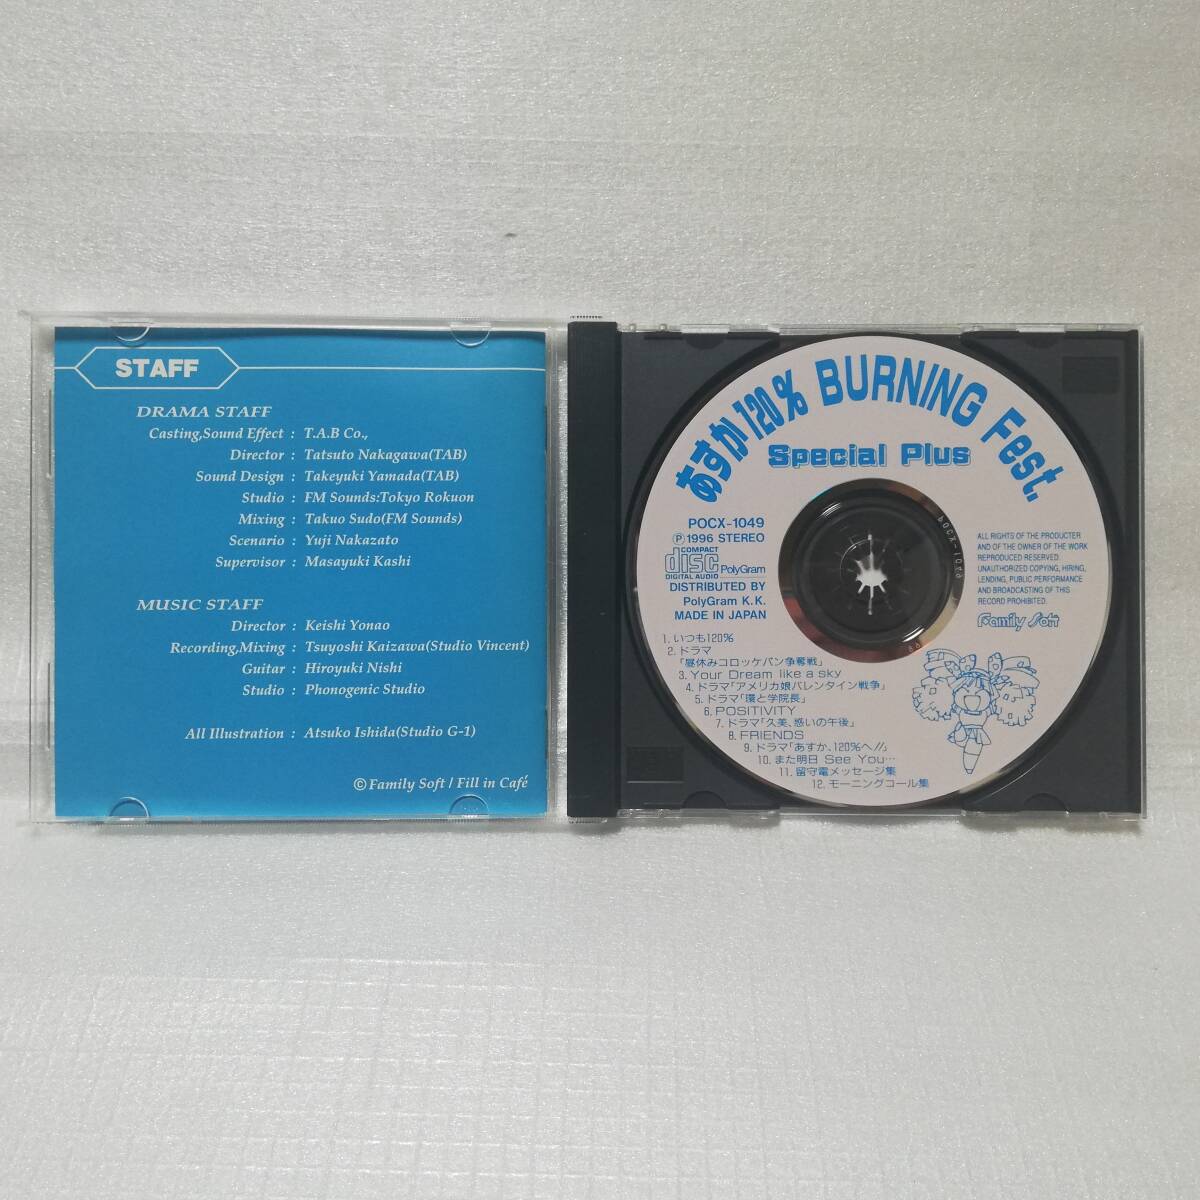 STAFF
DRAMA STAFF
Casting,Sound Effect : T.A.B Co.,
Director : Tatsuto Nakagawa(TAB)
Sound Design : Takeyuki Yamada(TAB)
Studio : FM Sounds:Tokyo Rokuon
Mixing : Takuo Sudo(FM Sounds)
Scenario : Yuji Nakazato
Supervisor : Masayuki Kashi
MUSIC STAFF
Director : Keishi Yonao
Recording,Mixing : Tsuyoshi Kaizawa(Studio Vincent)
Guitar : Hiroyuki Nishi
Studio : Phonogenic Studio
All Illustration : Atsuko Ishida(Studio G-1)
©Family Soft / Fill in Café
あすか120% BURNING Fest.
Special Plus
POCX-1049
Ⓟ1996 STEREO
COMPACT
disc
DIGITAL AUDIO
PolyGram
DISTRIBUTED BY
PolyGram K.K.
MADE IN JAPAN
ALL RIGHTS OF THE PRODUCTER
AND OF THE OWNER OF THE WORK
REPRODUCED RESERVED.
UNAUTHORIZED COPYING, HIRING,
LENDING, PUBLIC PERFORMANCE
AND BROADCASTING OF THIS
RECORD PROHIBITED.
Family Soft
1. いつも120%
2. ドラマ
「昼休みコロッケパン争奪戦」
3. Your Dream like a sky
4. ドラマ「アメリカ娘バレンタイン戦争」
5. ドラマ「環と学院長」
6. POSITIVITY
7. ドラマ「久美、惑いの午後」
8. FRIENDS
9. ドラマ「あすか、120%へ!!」
10. また明日 See You…
11. 留守電メッセージ集
12. モーニングコール集
POCX-1049